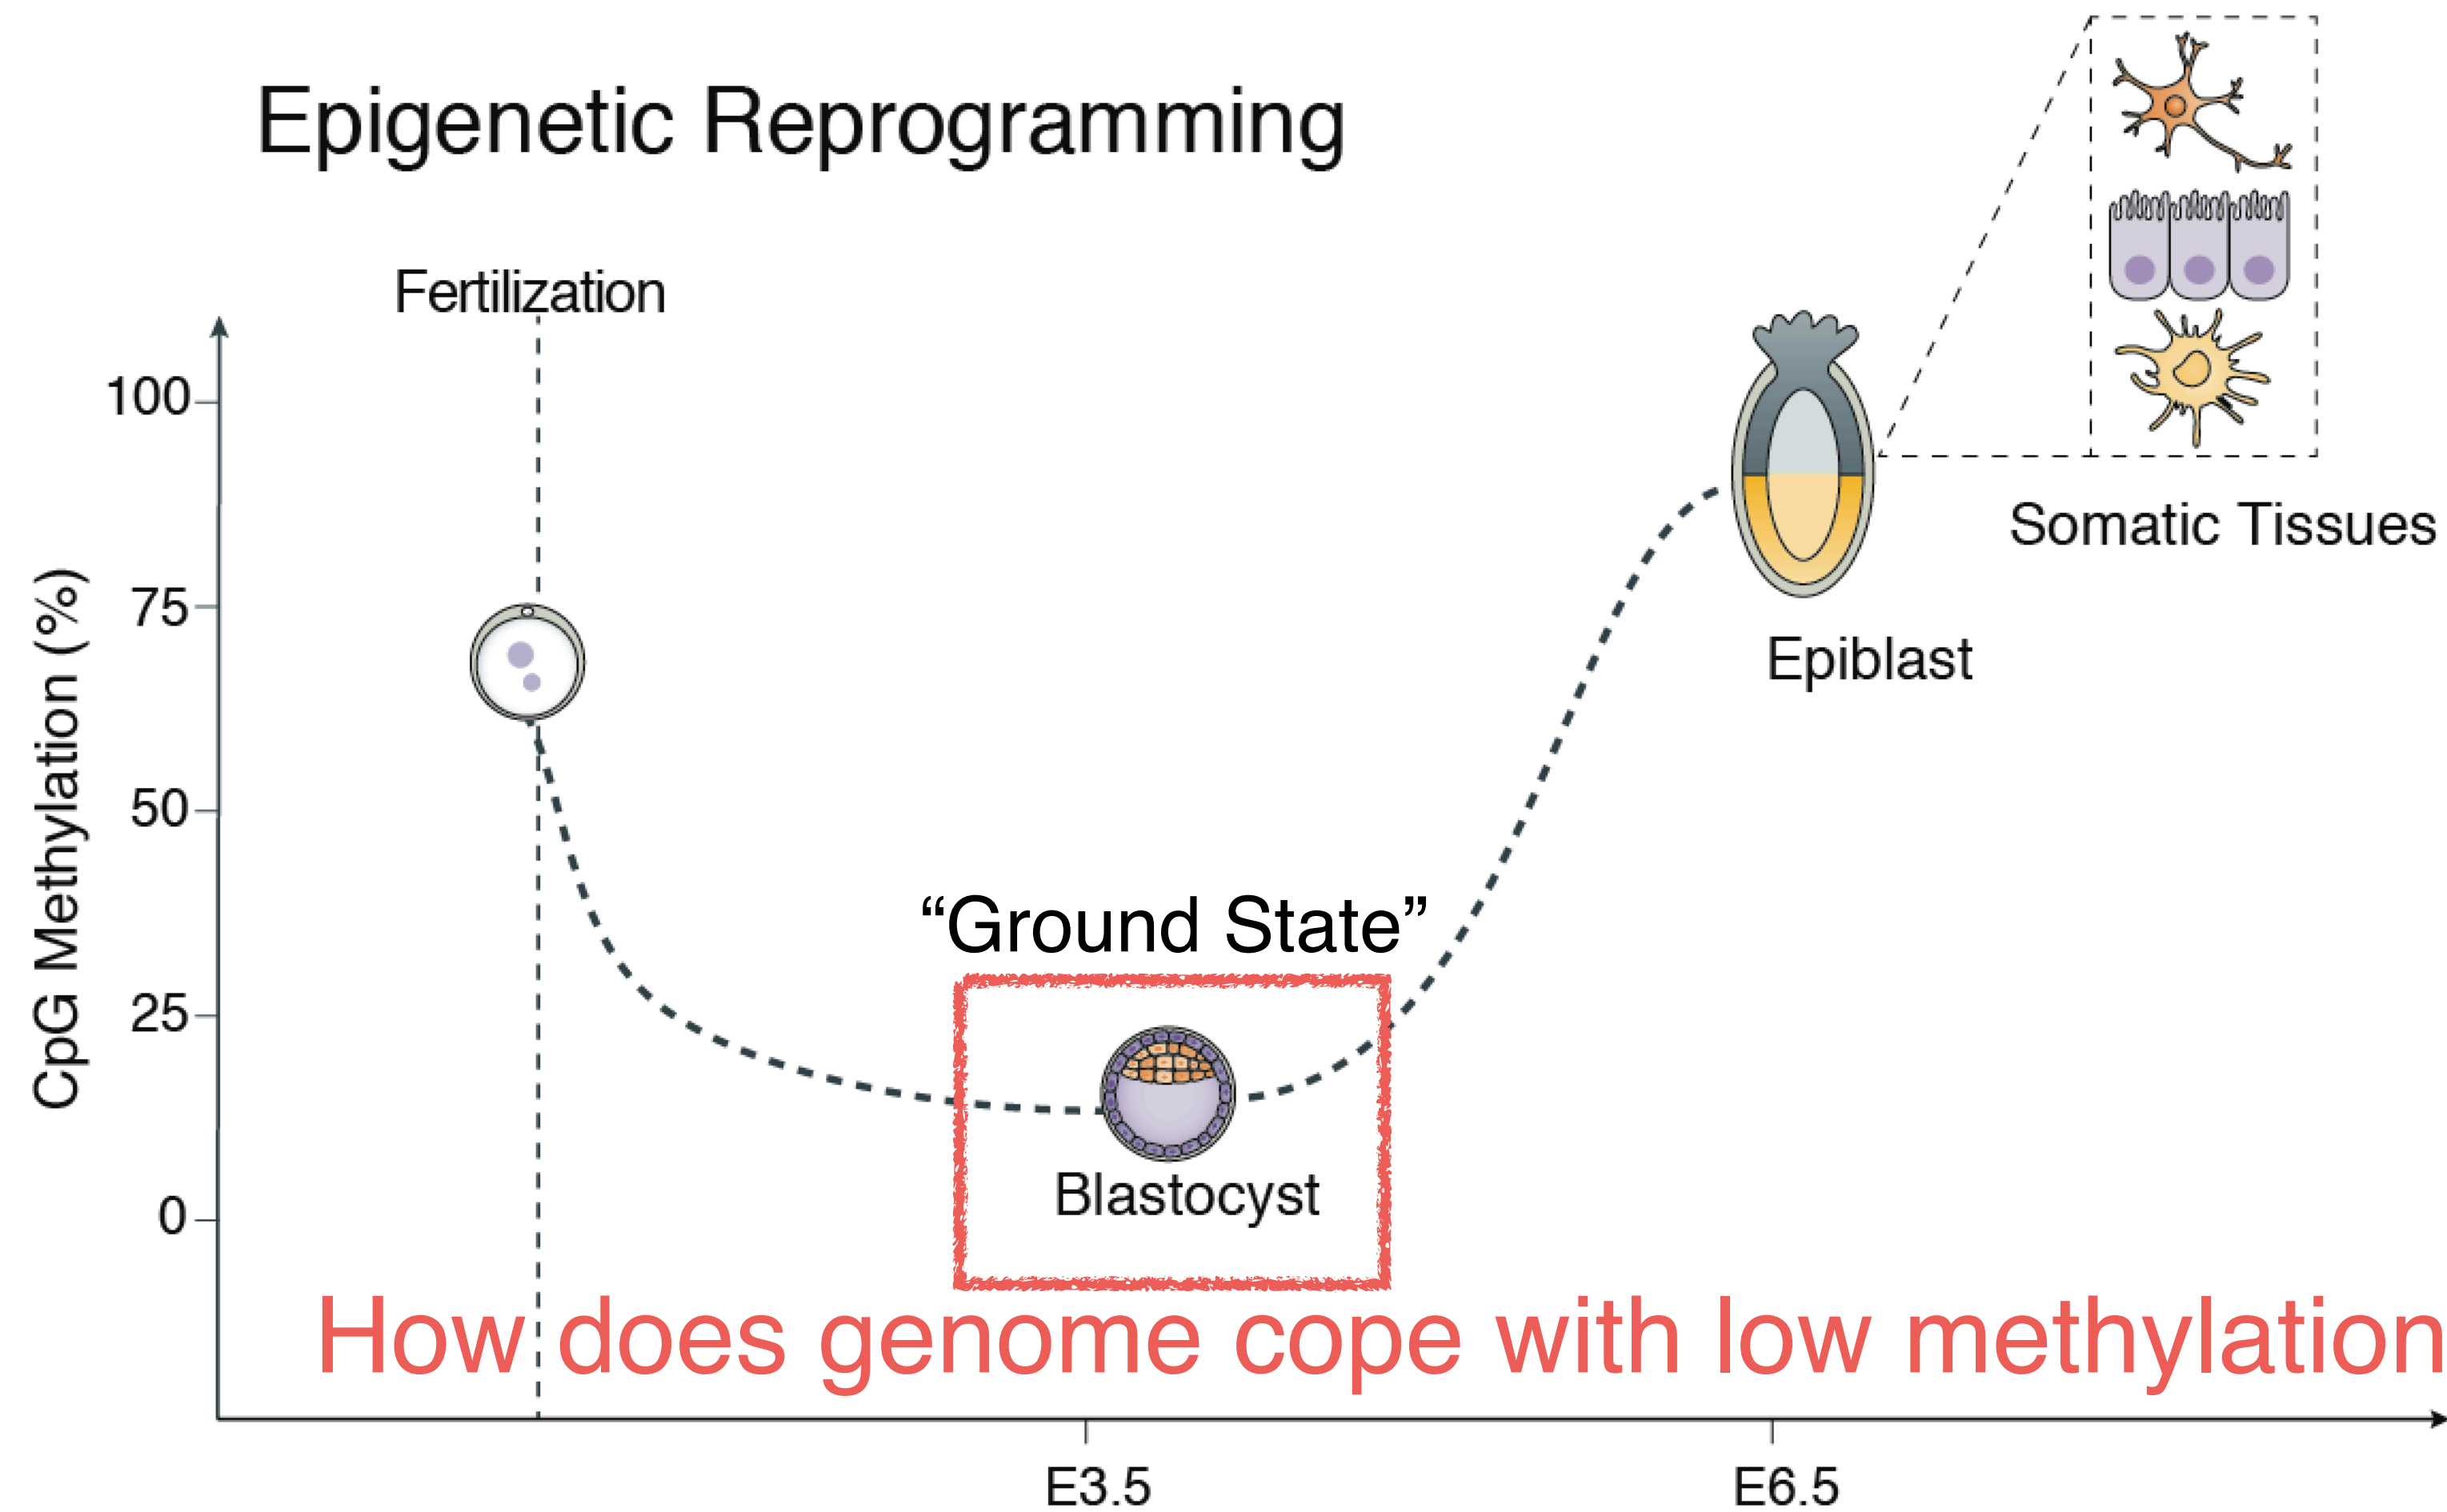 Epigenetic Reprogramming
Fertilization
100
75
50
25
0
CpG Methylation (%)
Somatic Tissues
Epiblast
“Ground State”
Blastocyst
How does genome cope with low methylation
E3.5
E6.5